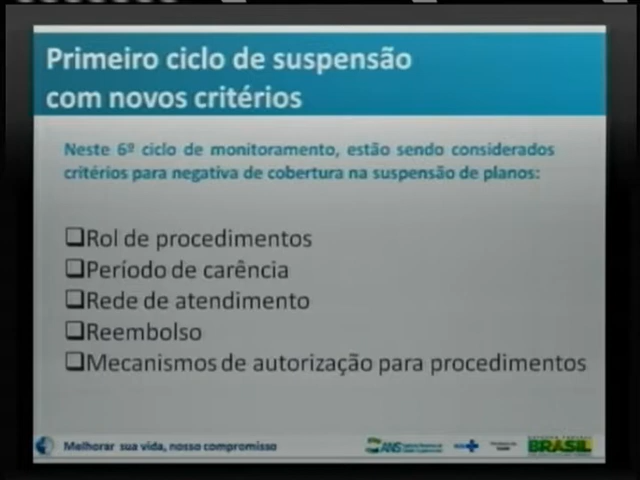 Primeiro ciclo de suspensão
com novos critérios
Neste 6º ciclo de monitoramento, estão sendo considerados
critérios para negativa de cobertura na suspensão de planos:
❑Rol de procedimentos
❑Período de carência
❑Rede de atendimento
❑Reembolso
❑Mecanismos de autorização para procedimentos
Melhorar sua vida, nosso compromisso
ANS
SUS
BRASIL